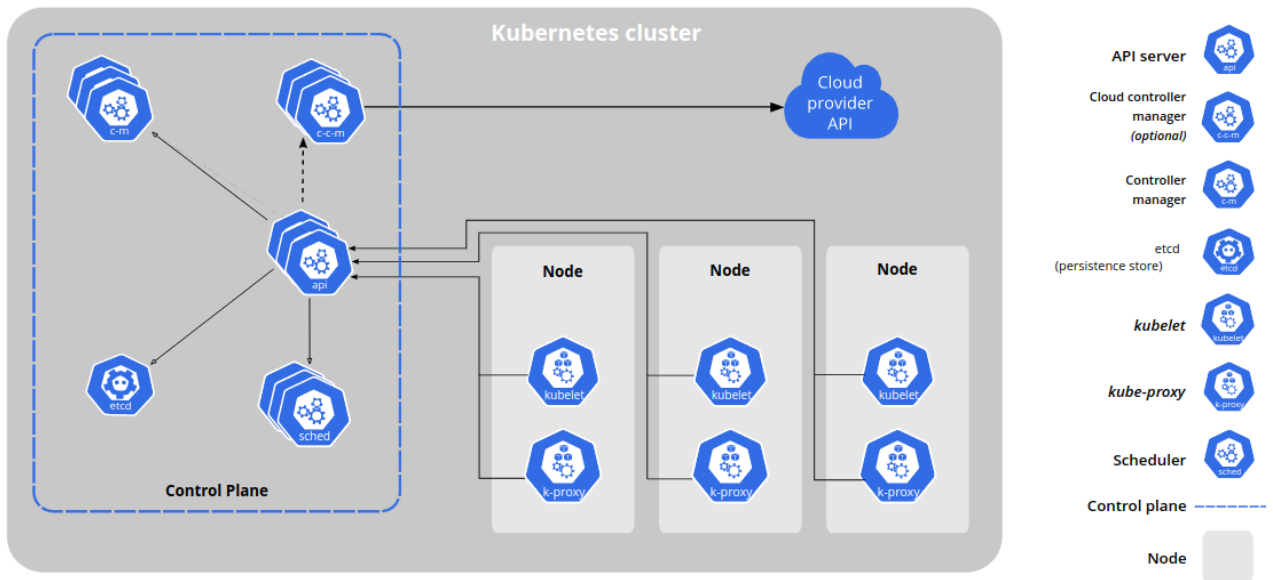 Kubernetes cluster
c-m
c-c-m
Cloud
provider
API
api
etcd
sched
Control Plane
Node
kubelet
k-proxy
Node
kubelet
k-proxy
Node
kubelet
k-proxy
API server
api
Cloud controller
manager
(optional)
c-c-m
Controller
manager
c-m
etcd
(persistence store)
etcd
kubelet
kubelet
kube-proxy
k-proxy
Scheduler
sched
Control plane
Node